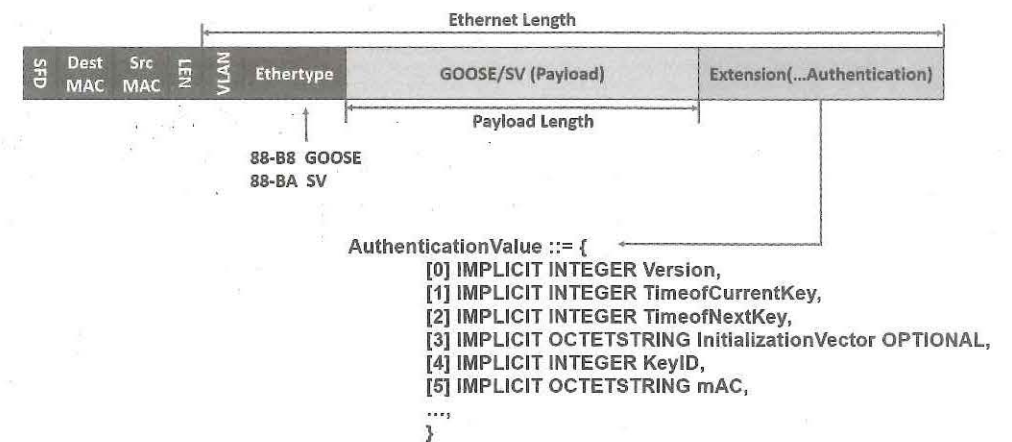 Ethernet Length
SFD
Dest
MAC
Src
MAC
LEN
VLAN
Ethertype
GOOSE/SV (Payload)
Extension(...Authentication)
Payload Length
88-B8 GOOSE
88-BA SV
AuthenticationValue ::= {
[0] IMPLICIT INTEGER Version,
[1] IMPLICIT INTEGER TimeofCurrentKey,
[2] IMPLICIT INTEGER TimeofNextKey,
[3] IMPLICIT OCTETSTRING InitializationVector OPTIONAL,
[4] IMPLICIT INTEGER KeyID,
[5] IMPLICIT OCTETSTRING mAC,
...,
}